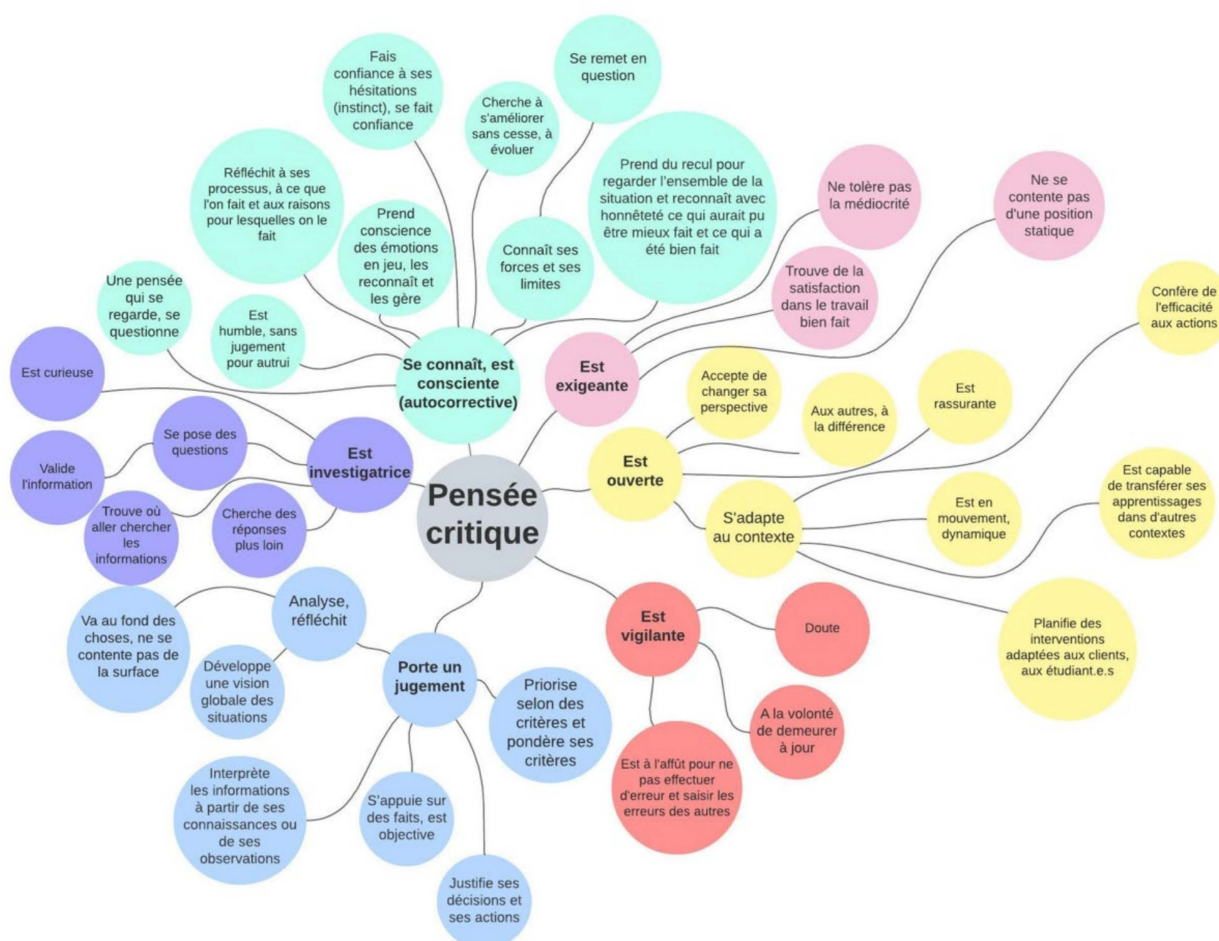 Fais
confiance à ses
hésitations
(instinct), se fait
confiance
Se remet en
question
Cherche à
s'améliorer
sans cesse, à
évoluer
Réfléchit à ses
processus, à ce que
l'on fait et aux raisons
pour lesquelles on le
fait
Prend
conscience
des émotions
en jeu, les
reconnaît et
les gère
Connaît ses
forces et ses
limites
Prend du recul pour
regarder l'ensemble de la
situation et reconnaît avec
honnêteté ce qui aurait pu
être mieux fait et ce qui a
été bien fait
Une pensée
qui se
regarde, se
questionne
Est
humble, sans
jugement
pour autrui
Se connaît, est
consciente
(autocorrective)
Ne tolère pas
la médiocrité
Ne se
contente pas
d'une position
statique
Trouve de la
satisfaction
dans le travail
bien fait
Est
exigeante
Est curieuse
Se pose des
questions
Valide
l'information
Trouve où
aller chercher
les
informations
Cherche des
réponses
plus loin
Est
investigatrice
Pensée
critique
Est
ouverte
Accepte de
changer sa
perspective
Aux autres, à
la différence
Est
rassurante
Confère de
l'efficacité
aux actions
S'adapte
au contexte
Est en
mouvement,
dynamique
Est capable
de transférer ses
apprentissages
dans d'autres
contextes
Planifie des
interventions
adaptées aux clients,
aux étudiant.e.s
Est
vigilante
Doute
A la volonté
de demeurer
à jour
Est à l'affût pour ne
pas effectuer
d'erreur et saisir les
erreurs des autres
Porte un
jugement
Analyse,
réfléchit
Va au fond des
choses, ne se
contente pas de
la surface
Développe
une vision
globale des
situations
Priorise
selon des
critères et
pondère ses
critères
Interprète
les informations
à partir de ses
connaissances ou
de ses
observations
S'appuie sur
des faits, est
objective
Justifie ses
décisions et
ses actions